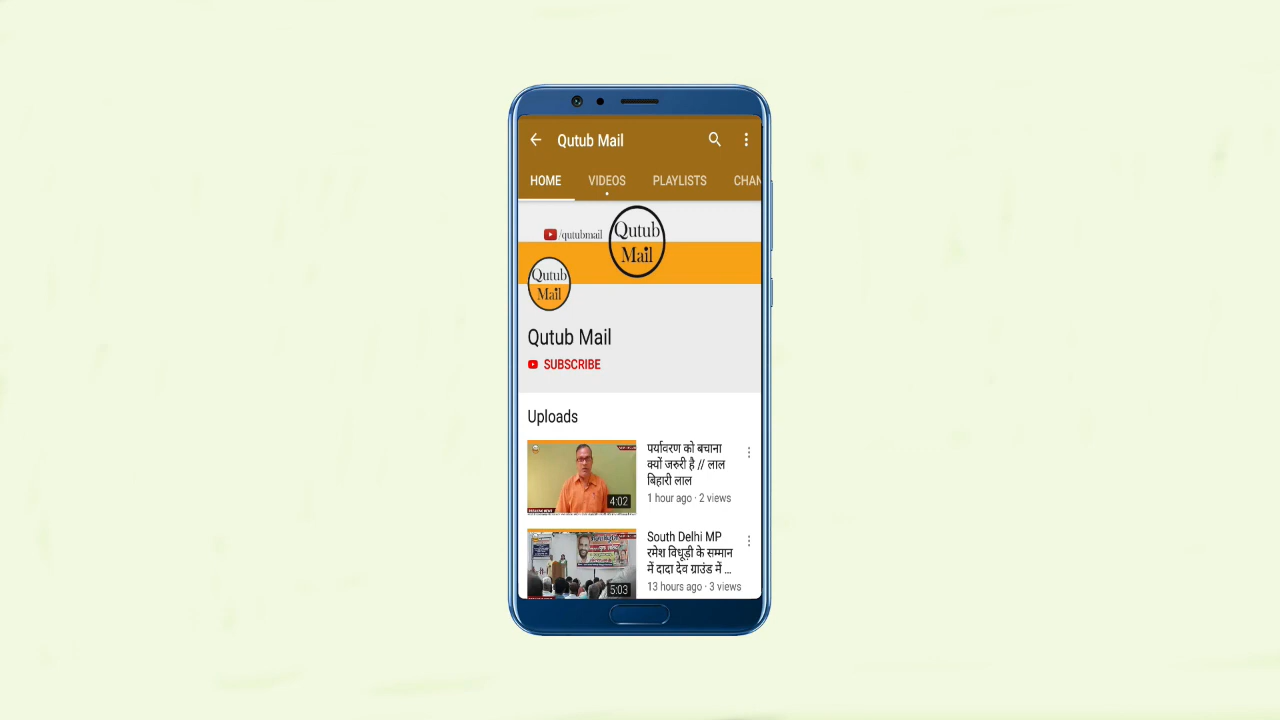 Qutub Mail
HOME VIDEOS PLAYLISTS CHAN
/qutubmail
Qutub
Mail
Qutub
Mail
Qutub Mail
SUBSCRIBE
Uploads
पर्यावरण को बचाना
क्यों जरुरी है // लाल
बिहारी लाल
4:02
1 hour ago · 2 views
South Delhi MP
रमेश विधूड़ी के सम्मान
में दादा देव ग्राउंड में ...
5:03
13 hours ago · 3 views